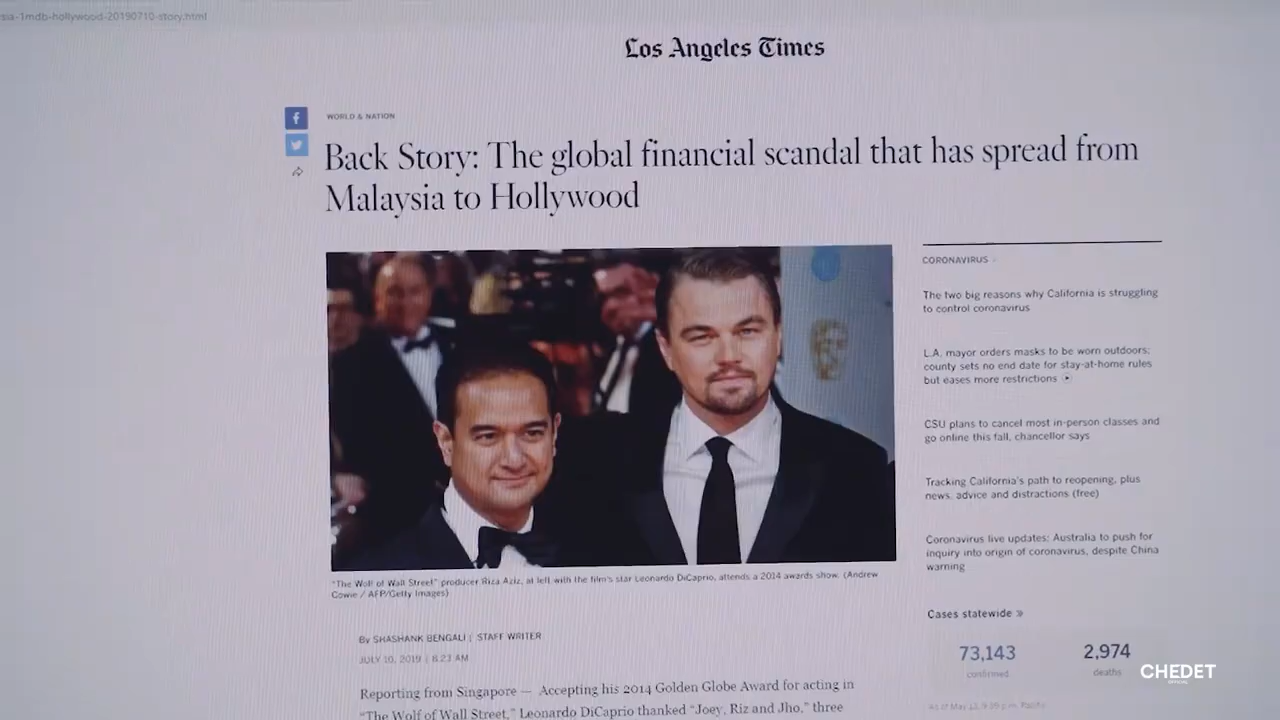 sia-1mdb-hollywood-20190710-story.html
Los Angeles Times
WORLD & NATION
Back Story: The global financial scandal that has spread from
Malaysia to Hollywood
"The Wolf of Wall Street" producer Riza Aziz, at left with the film's star Leonardo DiCaprio, attends a 2014 awards show. (Andrew
Cowie / AFP/Getty Images)
By SHASHANK BENGALI | STAFF WRITER
JULY 10, 2019 | 8:23 AM
Reporting from Singapore — Accepting his 2014 Golden Globe Award for acting in
"The Wolf of Wall Street," Leonardo DiCaprio thanked "Joey, Riz and Jho," three
CORONAVIRUS
The two big reasons why California is struggling
to control coronavirus
L.A. mayor orders masks to be worn outdoors;
county sets no end date for stay-at-home rules
but eases more restrictions
CSU plans to cancel most in-person classes and
go online this fall, chancellor says
Tracking California's path to reopening, plus
news, advice and distractions (free)
Coronavirus live updates: Australia to push for
inquiry into origin of coronavirus, despite China
warning
Cases statewide »
73,143
confirmed
2,974
deaths
CHEDET